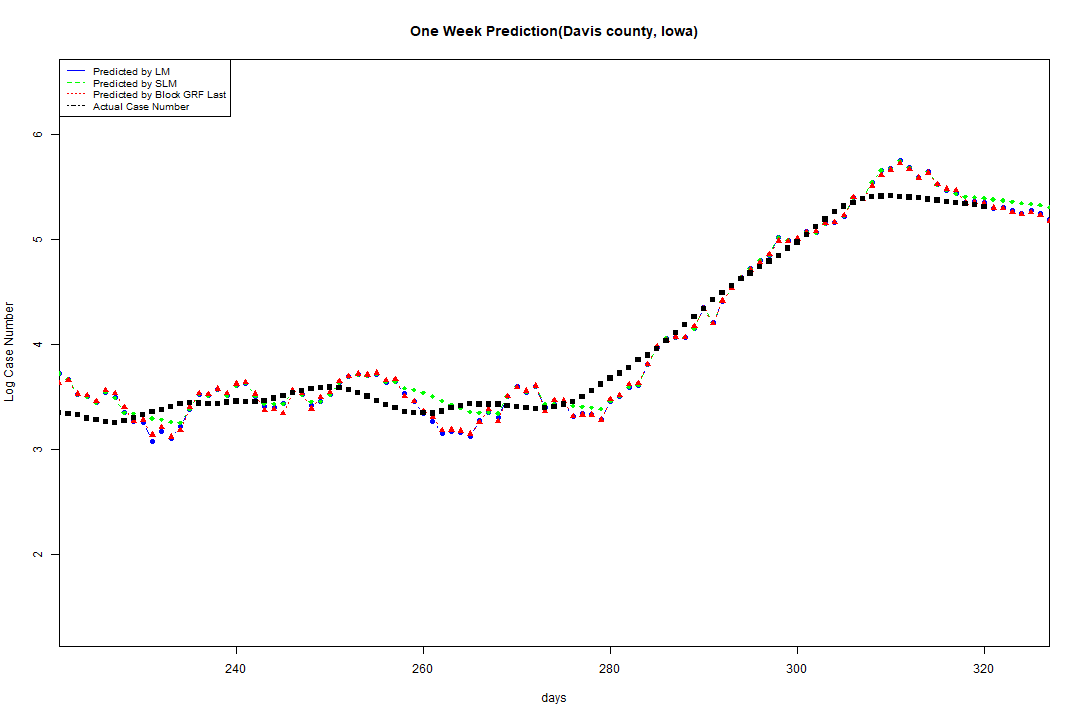 One Week Prediction(Davis county, Iowa)
Predicted by LM
Predicted by SLM
Predicted by Block GRF Last
Actual Case Number
6
5
4
3
2
Log Case Number
240 260 280 300 320
days